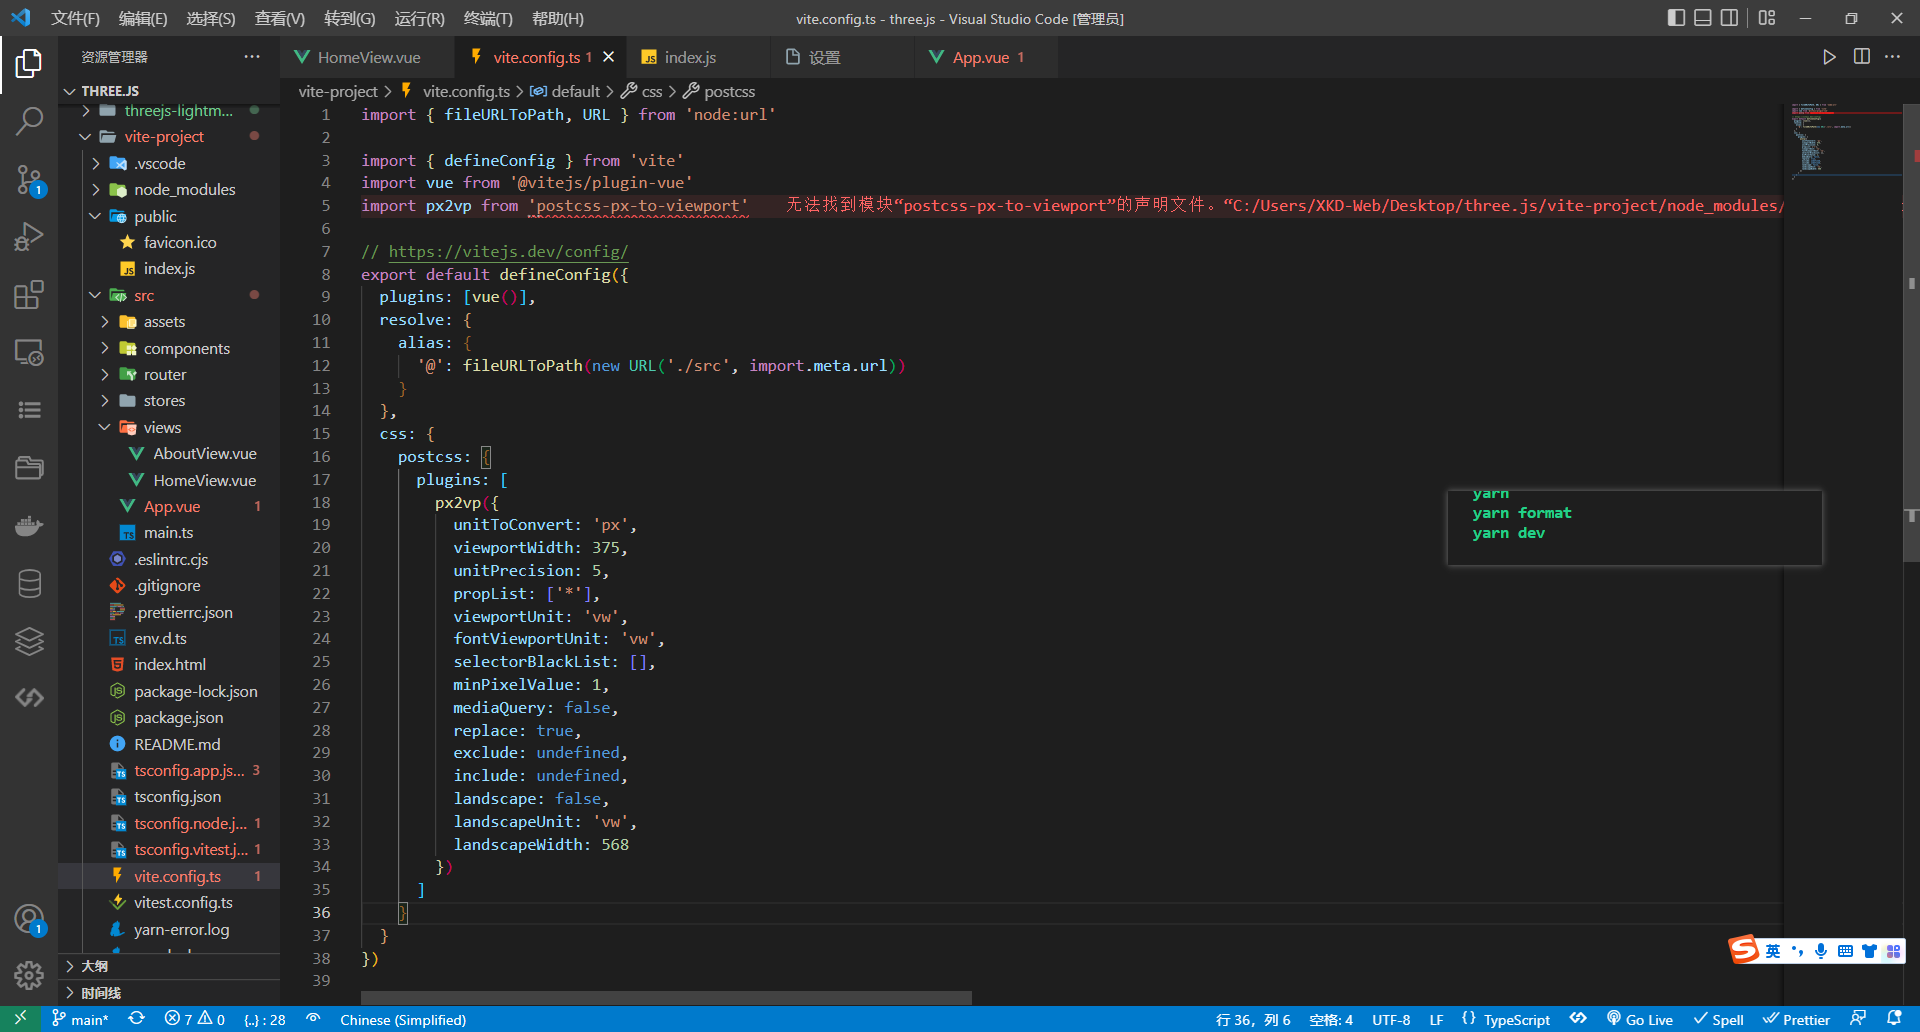 文件(F) 编辑(E) 选择(S) 查看(V) 转到(G) 运行(R) 终端(T) 帮助(H) vite.config.ts - three.js - Visual Studio Code [管理员]
资源管理器 ··· HomeView.vue vite.config.ts 1 index.js 设置 App.vue 1
THREE.JS
threejs-lightm...
vite-project
.vscode
node_modules
public
favicon.ico
index.js
src
assets
components
router
stores
views
AboutView.vue
HomeView.vue
App.vue 1
main.ts
.eslintrc.cjs
.gitignore
.prettierrc.json
env.d.ts
index.html
package-lock.json
package.json
README.md
tsconfig.app.js... 3
tsconfig.json
tsconfig.node.j... 1
tsconfig.vitest.j... 1
vite.config.ts 1
vitest.config.ts
yarn-error.log
大纲
时间线
vite-project > vite.config.ts > default > css > postcss
1 import { fileURLToPath, URL } from 'node:url'
2
3 import { defineConfig } from 'vite'
4 import vue from '@vitejs/plugin-vue'
5 import px2vp from 'postcss-px-to-viewport' 无法找到模块“postcss-px-to-viewport”的声明文件。“C:/Users/XKD-Web/Desktop/three.js/vite-project/node_modules/
6
7 // https://vitejs.dev/config/
8 export default defineConfig({
9 plugins: [vue()],
10 resolve: {
11 alias: {
12 '@': fileURLToPath(new URL('./src', import.meta.url))
13 }
14 },
15 css: {
16 postcss: {
17 plugins: [
18 px2vp({
19 unitToConvert: 'px',
20 viewportWidth: 375,
21 unitPrecision: 5,
22 propList: ['*'],
23 viewportUnit: 'vw',
24 fontViewportUnit: 'vw',
25 selectorBlackList: [],
26 minPixelValue: 1,
27 mediaQuery: false,
28 replace: true,
29 exclude: undefined,
30 include: undefined,
31 landscape: false,
32 landscapeUnit: 'vw',
33 landscapeWidth: 568
34 })
35 ]
36 }
37 }
38 })
39
yarn
yarn format
yarn dev
英
1
1
main* 7 0 {..} : 28 Chinese (Simplified) 行 36，列 6 空格: 4 UTF-8 LF {} TypeScript Go Live Spell Prettier